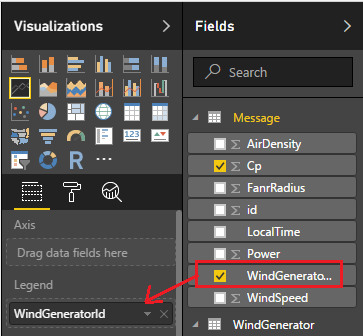 Visualizations
Fields
Search
Message
AirDensity
Cp
FanrRadius
id
LocalTime
Power
WindGenerato...
WindSpeed
WindGenerator
R
123
Axis
Drag data fields here
Legend
WindGeneratorId